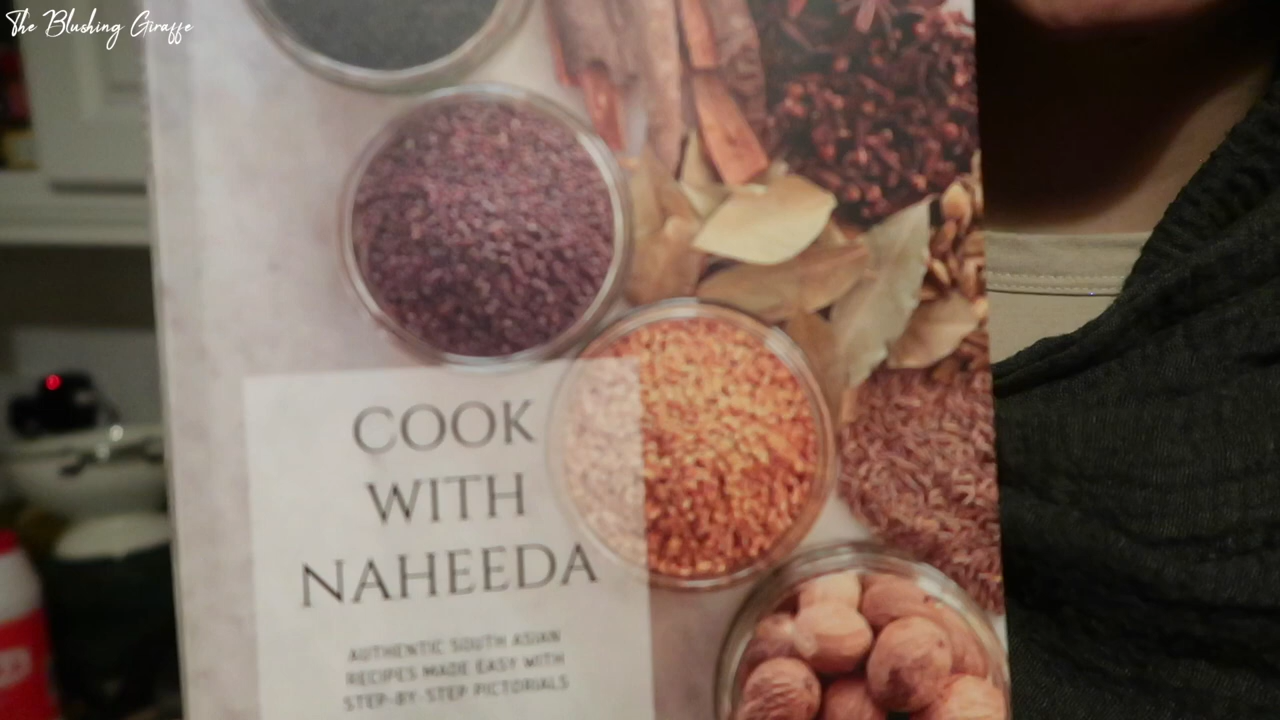 The Blushing Giraffe
COOK
WITH
NAHEEDA
AUTHENTIC SOUTH ASIAN
RECIPES MADE EASY WITH
STEP-BY-STEP PICTORIALS